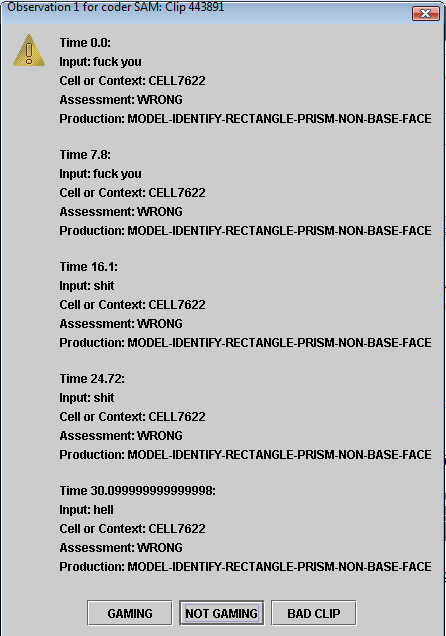 Observation 1 for coder SAM: Clip 443891
Time 0.0:
Input: fuck you
Cell or Context: CELL7622
Assessment: WRONG
Production: MODEL-IDENTIFY-RECTANGLE-PRISM-NON-BASE-FACE
Time 7.8:
Input: fuck you
Cell or Context: CELL7622
Assessment: WRONG
Production: MODEL-IDENTIFY-RECTANGLE-PRISM-NON-BASE-FACE
Time 16.1:
Input: shit
Cell or Context: CELL7622
Assessment: WRONG
Production: MODEL-IDENTIFY-RECTANGLE-PRISM-NON-BASE-FACE
Time 24.72:
Input: shit
Cell or Context: CELL7622
Assessment: WRONG
Production: MODEL-IDENTIFY-RECTANGLE-PRISM-NON-BASE-FACE
Time 30.099999999999998:
Input: hell
Cell or Context: CELL7622
Assessment: WRONG
Production: MODEL-IDENTIFY-RECTANGLE-PRISM-NON-BASE-FACE
GAMING NOT GAMING BAD CLIP